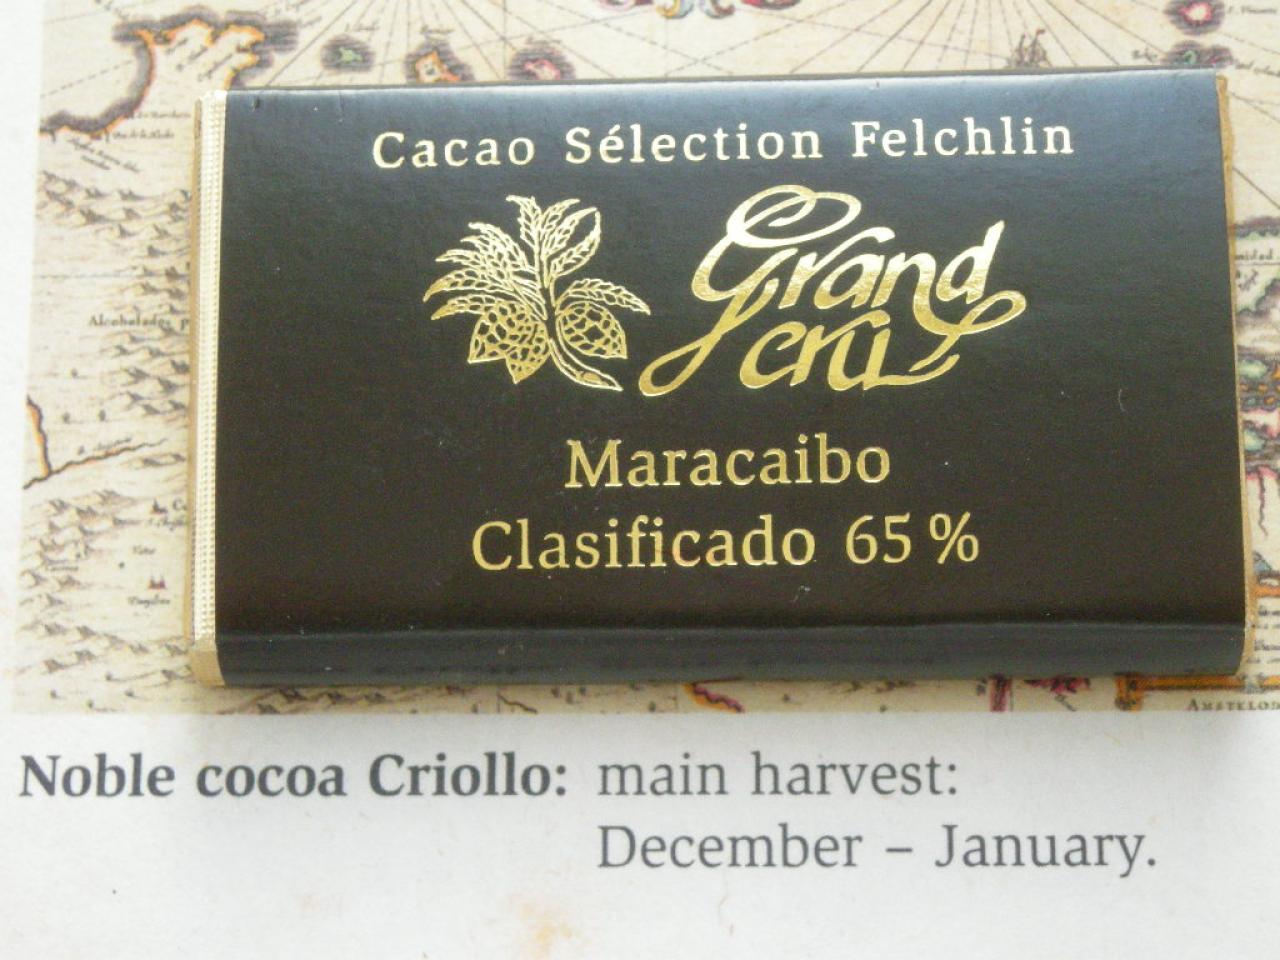 Cacao Sélection Felchlin
Grand
cru
Maracaibo
Clasificado 65 %
Noble cocoa Criollo: main harvest:
December – January.